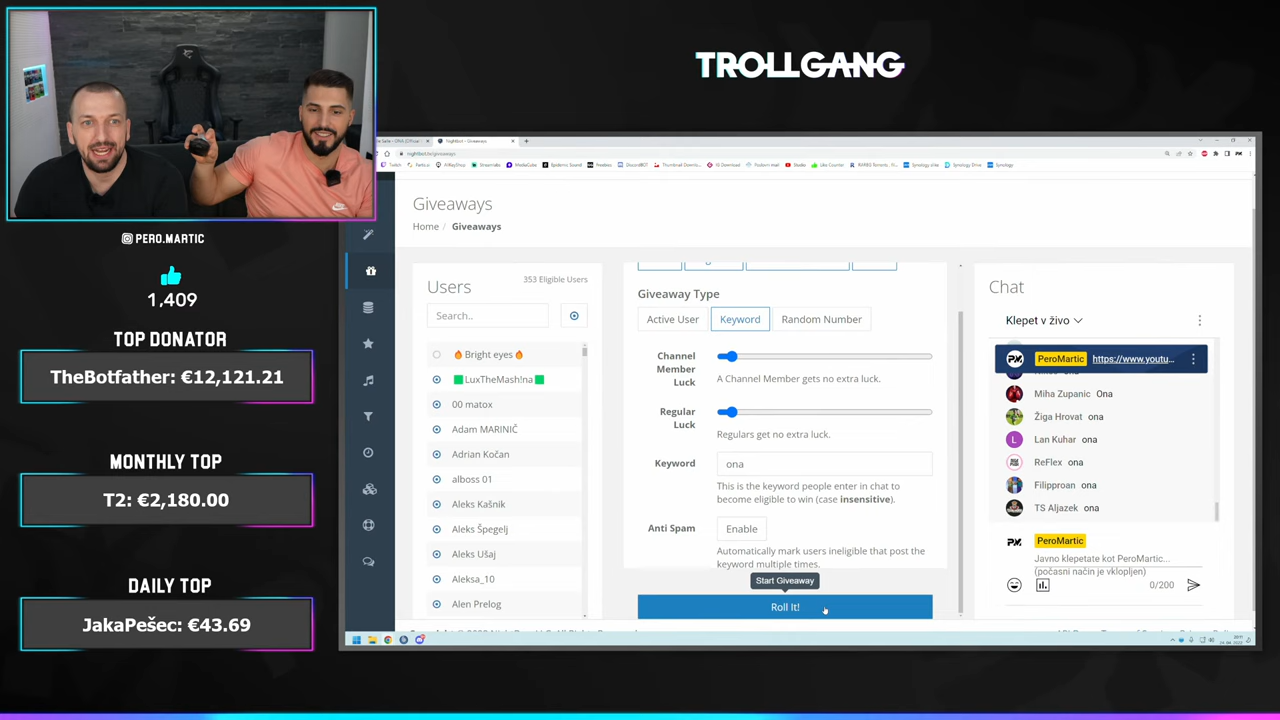 TROLLGANG
PERO.MARTIC
1,409
TOP DONATOR
TheBotfather: €12,121.21
MONTHLY TOP
T2: €2,180.00
DAILY TOP
JakaPešec: €43.69
Nightbot - Giveaways
Giveaways
Home / Giveaways
Users
353 Eligible Users
Search..
🔥 Bright eyes 🔥
🟩LuxTheMash!na🟩
00 matox
Adam MARINIČ
Adrian Kočan
alboss 01
Aleks Kašnik
Aleks Špegelj
Aleks Ušaj
Aleksa_10
Alen Prelog
Giveaway Type
Active User
Keyword
Random Number
Channel
Member
Luck
A Channel Member gets no extra luck.
Regular
Luck
Regulars get no extra luck.
Keyword
ona
This is the keyword people enter in chat to
become eligible to win (case insensitive).
Anti Spam
Enable
Automatically mark users ineligible that post the
keyword multiple times.
Start Giveaway
Roll It!
Chat
Klepet v živo
PeroMartic https://www.youtu...
Miha Zupanic Ona
Žiga Hrovat ona
Lan Kuhar ona
ReFlex ona
Filipproan ona
TS Aljazek ona
PeroMartic
Javno klepetate kot PeroMartic...
(počasni način je vklopljen)
0/200